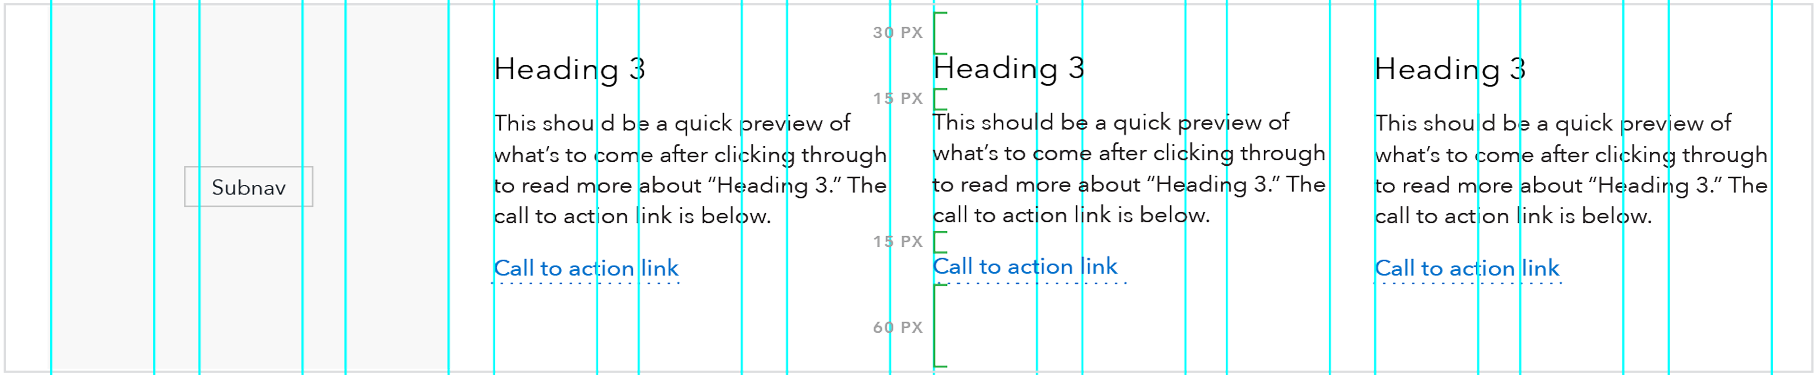 Subnav
Heading 3
This should be a quick preview of
what's to come after clicking through
to read more about “Heading 3.” The
call to action link is below.
Call to action link
30 PX
15 PX
15 PX
60 PX
Heading 3
This should be a quick preview of
what's to come after clicking through
to read more about “Heading 3.” The
call to action link is below.
Call to action link
Heading 3
This should be a quick preview of
what's to come after clicking through
to read more about “Heading 3.” The
call to action link is below.
Call to action link